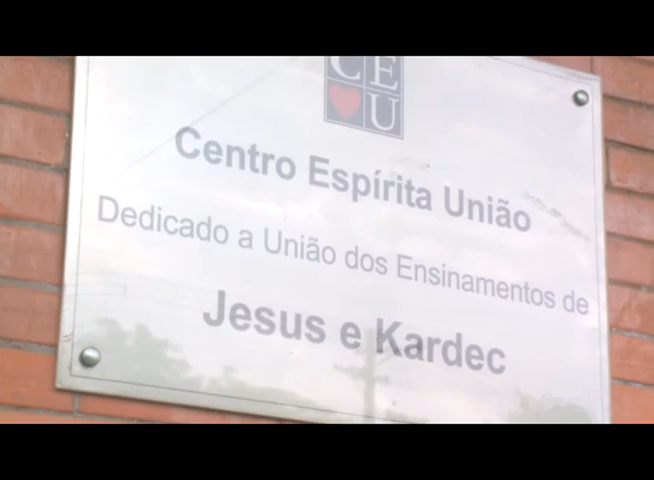 CE
U
Centro Espírita União
Dedicado a União dos Ensinamentos de
Jesus e Kardec